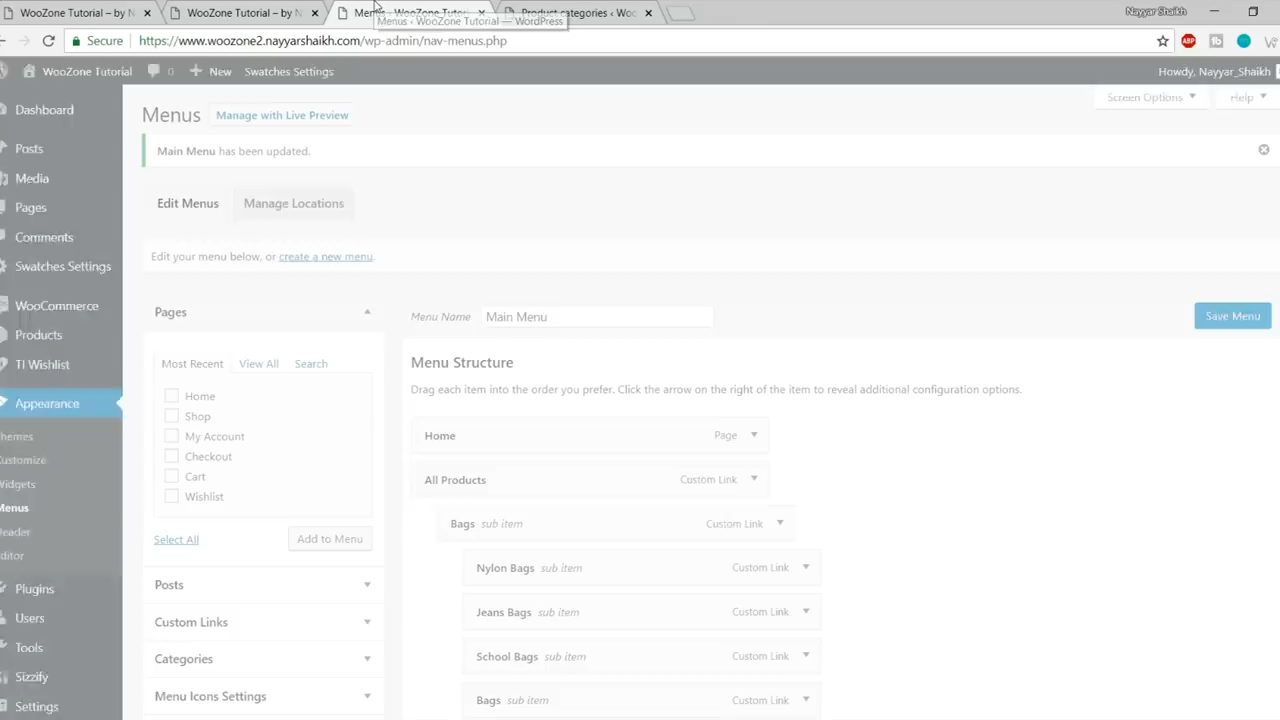 WooZone Tutorial – by N × WooZone Tutorial – by N × Menus ‹ WooZone Tutor × Product categories ‹ Woo × Nayyar Shaikh
Menus ‹ WooZone Tutorial — WordPress
Secure https://www.woozone2.nayyarshaikh.com/wp-admin/nav-menus.php ABP
WooZone Tutorial 0 + New Swatches Settings Howdy, Nayyar_Shaikh
Screen Options Help
Dashboard
Posts
Media
Pages
Comments
Swatches Settings
WooCommerce
Products
TI Wishlist
Appearance
hemes
ustomize
Widgets
Menus
Header
ditor
Plugins
Users
Tools
Sizzify
Settings
Menus Manage with Live Preview
Main Menu has been updated.
Edit Menus Manage Locations
Edit your menu below, or create a new menu.
Pages
Most Recent View All Search
Home
Shop
My Account
Checkout
Cart
Wishlist
Select All Add to Menu
Posts
Custom Links
Categories
Menu Icons Settings
Menu Name Main Menu Save Menu
Menu Structure
Drag each item into the order you prefer. Click the arrow on the right of the item to reveal additional configuration options.
Home Page
All Products Custom Link
Bags sub item Custom Link
Nylon Bags sub item Custom Link
Jeans Bags sub item Custom Link
School Bags sub item Custom Link
Bags sub item Custom Link